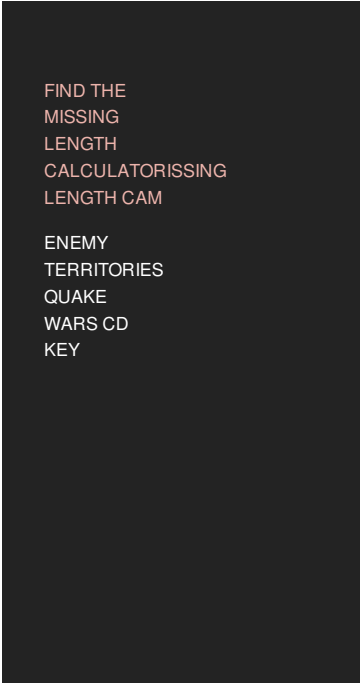 FIND THE
MISSING
LENGTH
CALCULATORISSING
LENGTH CAM
ENEMY
TERRITORIES
QUAKE
WARS CD
KEY